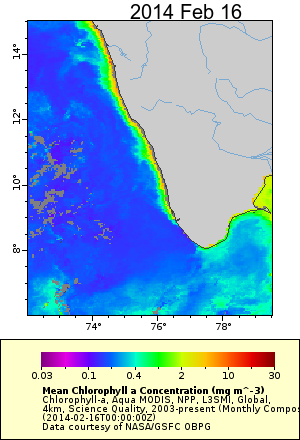 2014 Feb 16
14°
12°
10°
8°
74° 76° 78°
0.03 0.1 0.4 1 4 10 30
Mean Chlorophyll a Concentration (mg m^-3)
Chlorophyll-a, Aqua MODIS, NPP, L3SMI, Global,
4km, Science Quality, 2003-present (Monthly Compos
(2014-02-16T00:00:00Z)
Data courtesy of NASA/GSFC OBPG